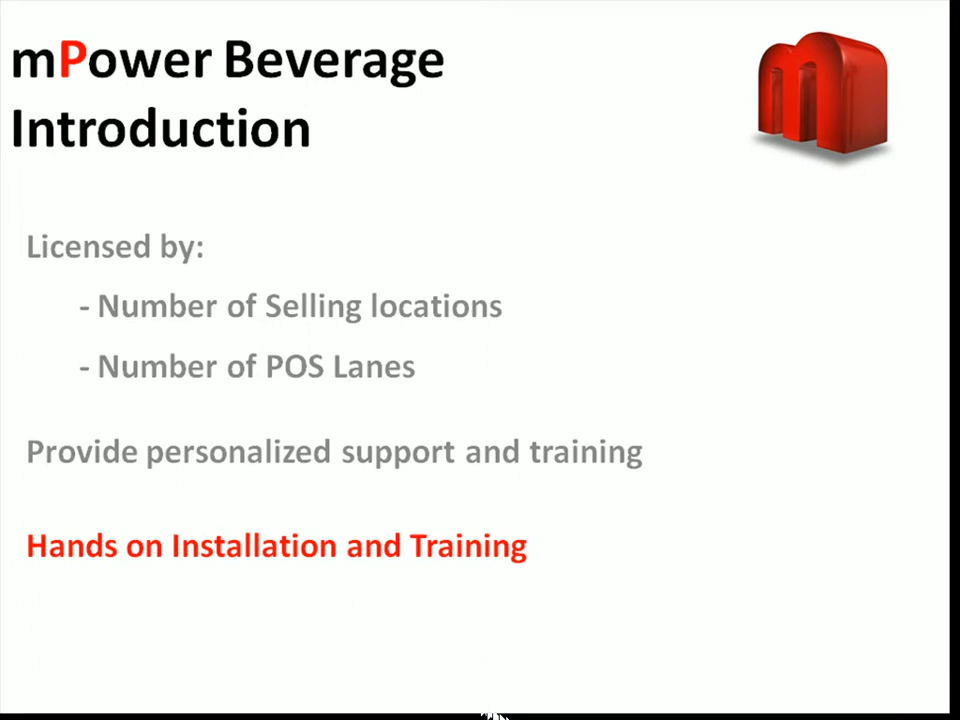 mPower Beverage
Introduction
m
Licensed by:
- Number of Selling locations
- Number of POS Lanes
Provide personalized support and training
Hands on Installation and Training